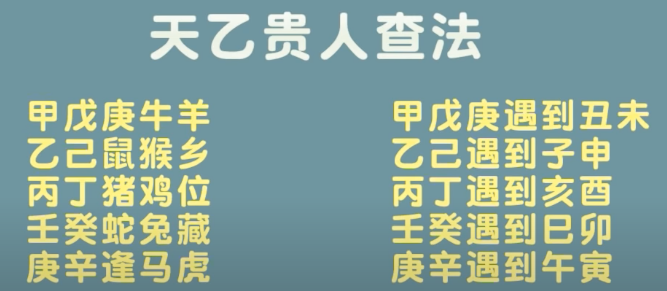 天乙贵人查法
甲戊庚牛羊
乙己鼠猴乡
丙丁猪鸡位
壬癸蛇兔藏
庚辛逢马虎
甲戊庚遇到丑未
乙己遇到子申
丙丁遇到亥酉
壬癸遇到巳卯
庚辛遇到午寅